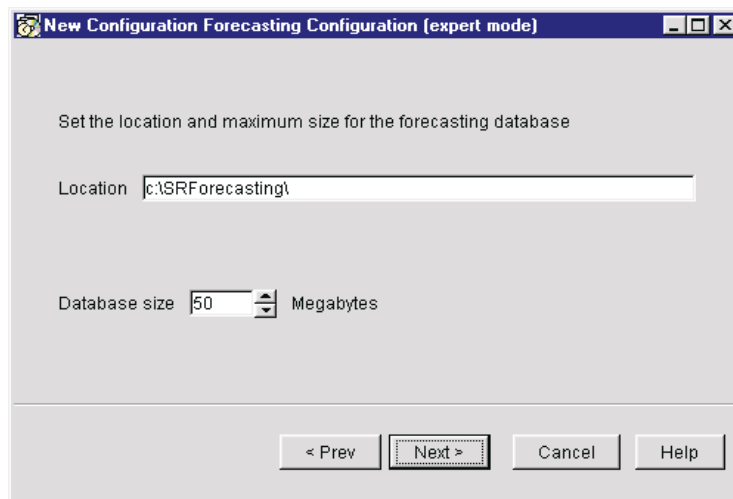 New Configuration Forecasting Configuration (expert mode)
Set the location and maximum size for the forecasting database
Location c:\SRForecasting\
Database size 50 Megabytes
< Prev Next > Cancel Help